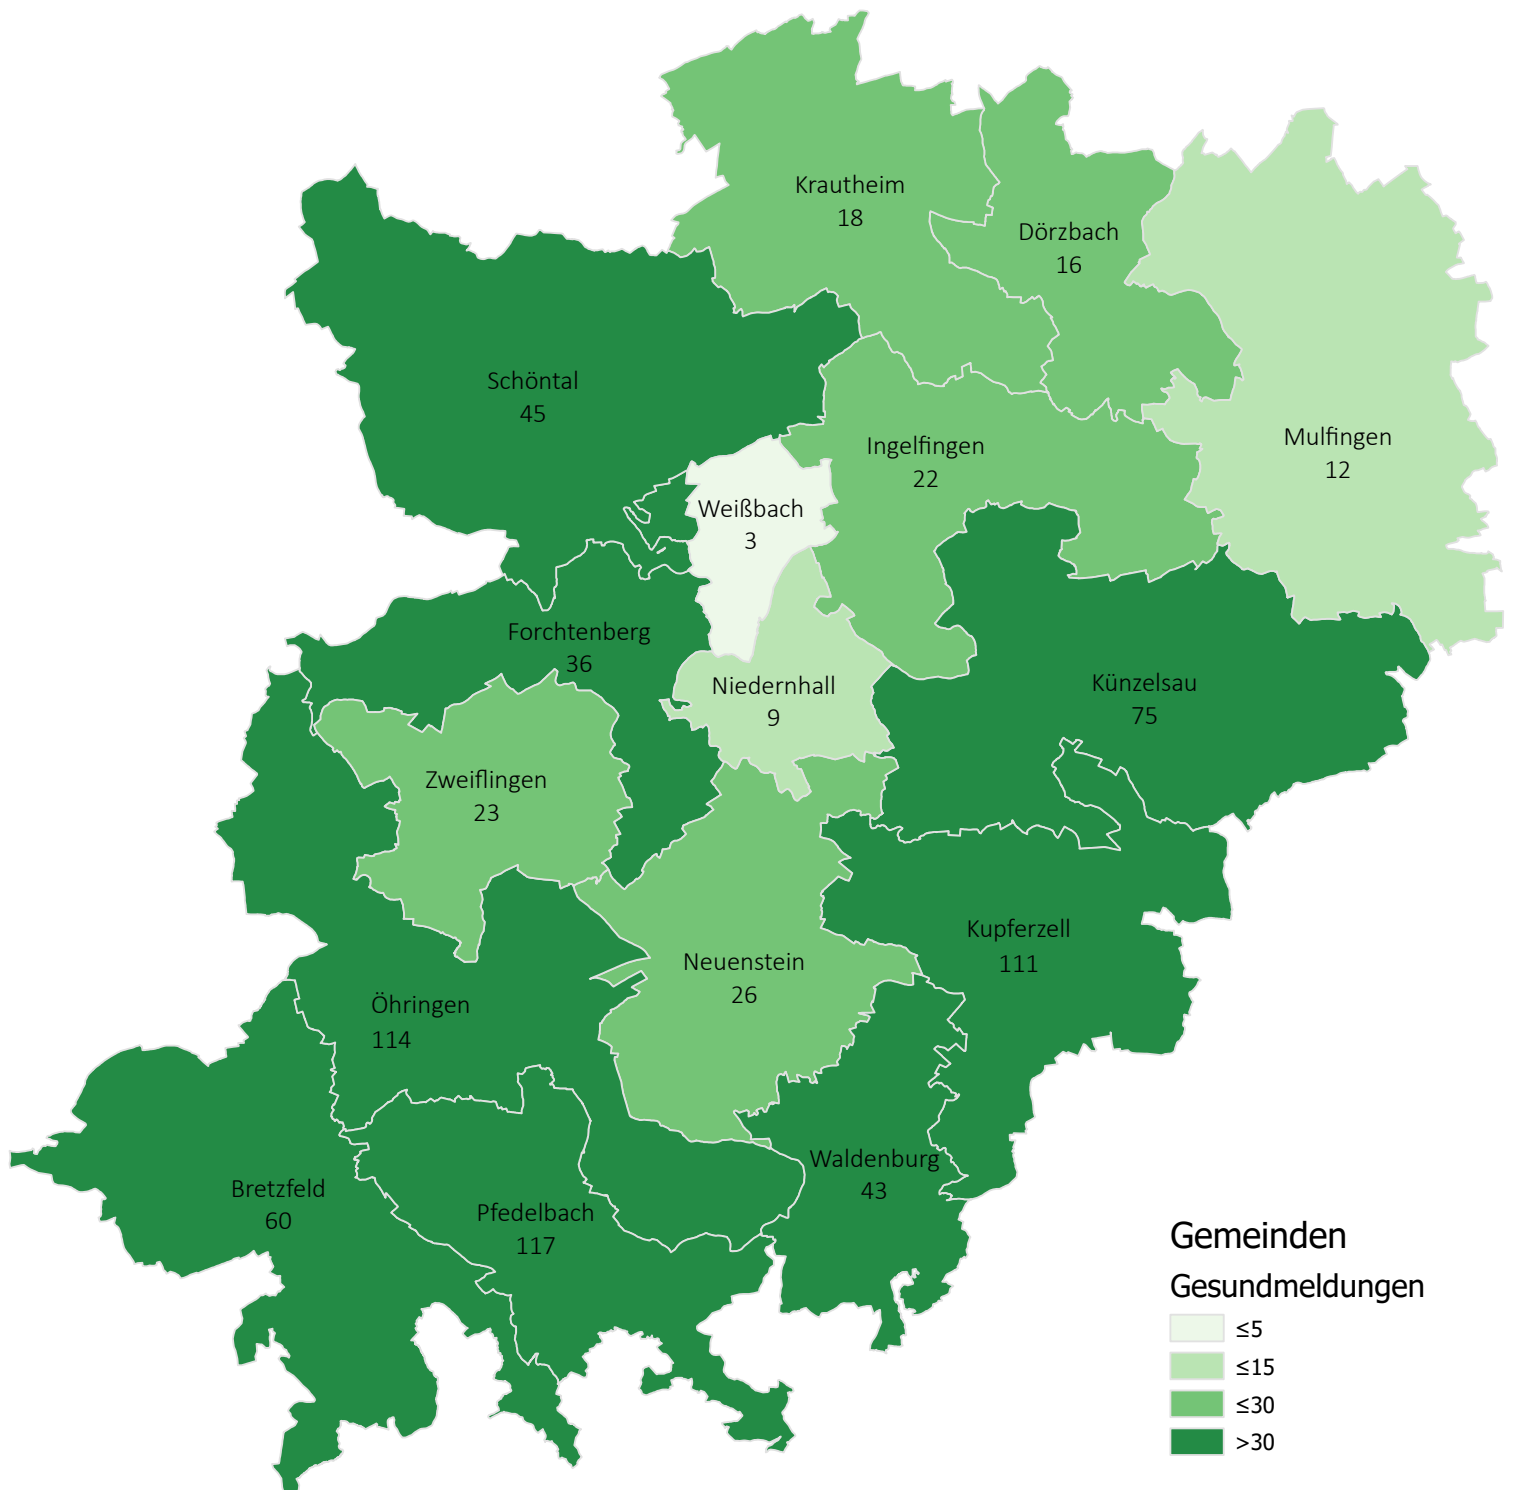 Krautheim
18
Dörzbach
16
Schöntal
45
Ingelfingen
22
Mulfingen
12
Weißbach
3
Forchtenberg
36
Niedernhall
9
Künzelsau
75
Zweiflingen
23
Kupferzell
111
Neuenstein
26
Öhringen
114
Waldenburg
43
Bretzfeld
60
Pfedelbach
117
Gemeinden
Gesundmeldungen
≤5
≤15
≤30
>30